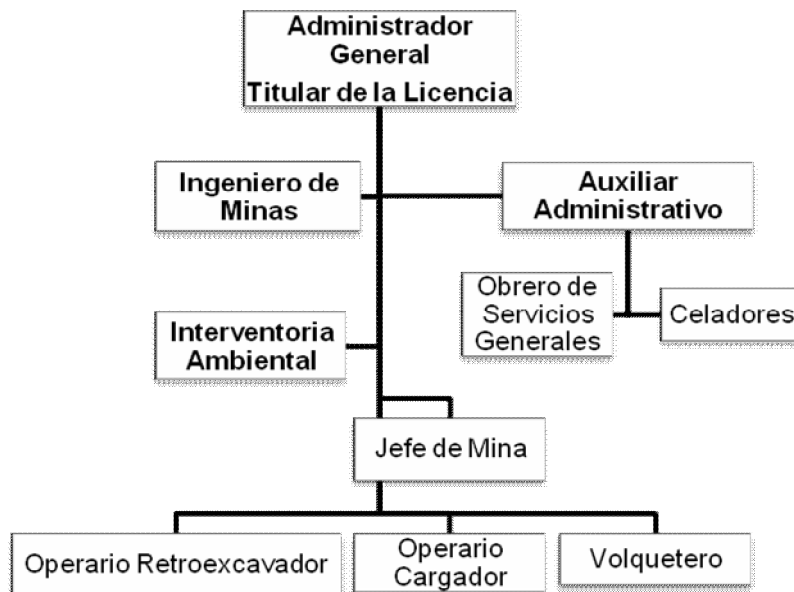 Administrador
General
Titular de la Licencia
Ingeniero de
Minas
Auxiliar
Administrativo
Obrero de
Servicios
Generales
Celadores
Interventoria
Ambiental
Jefe de Mina
Operario Retroexcavador
Operario
Cargador
Volquetero